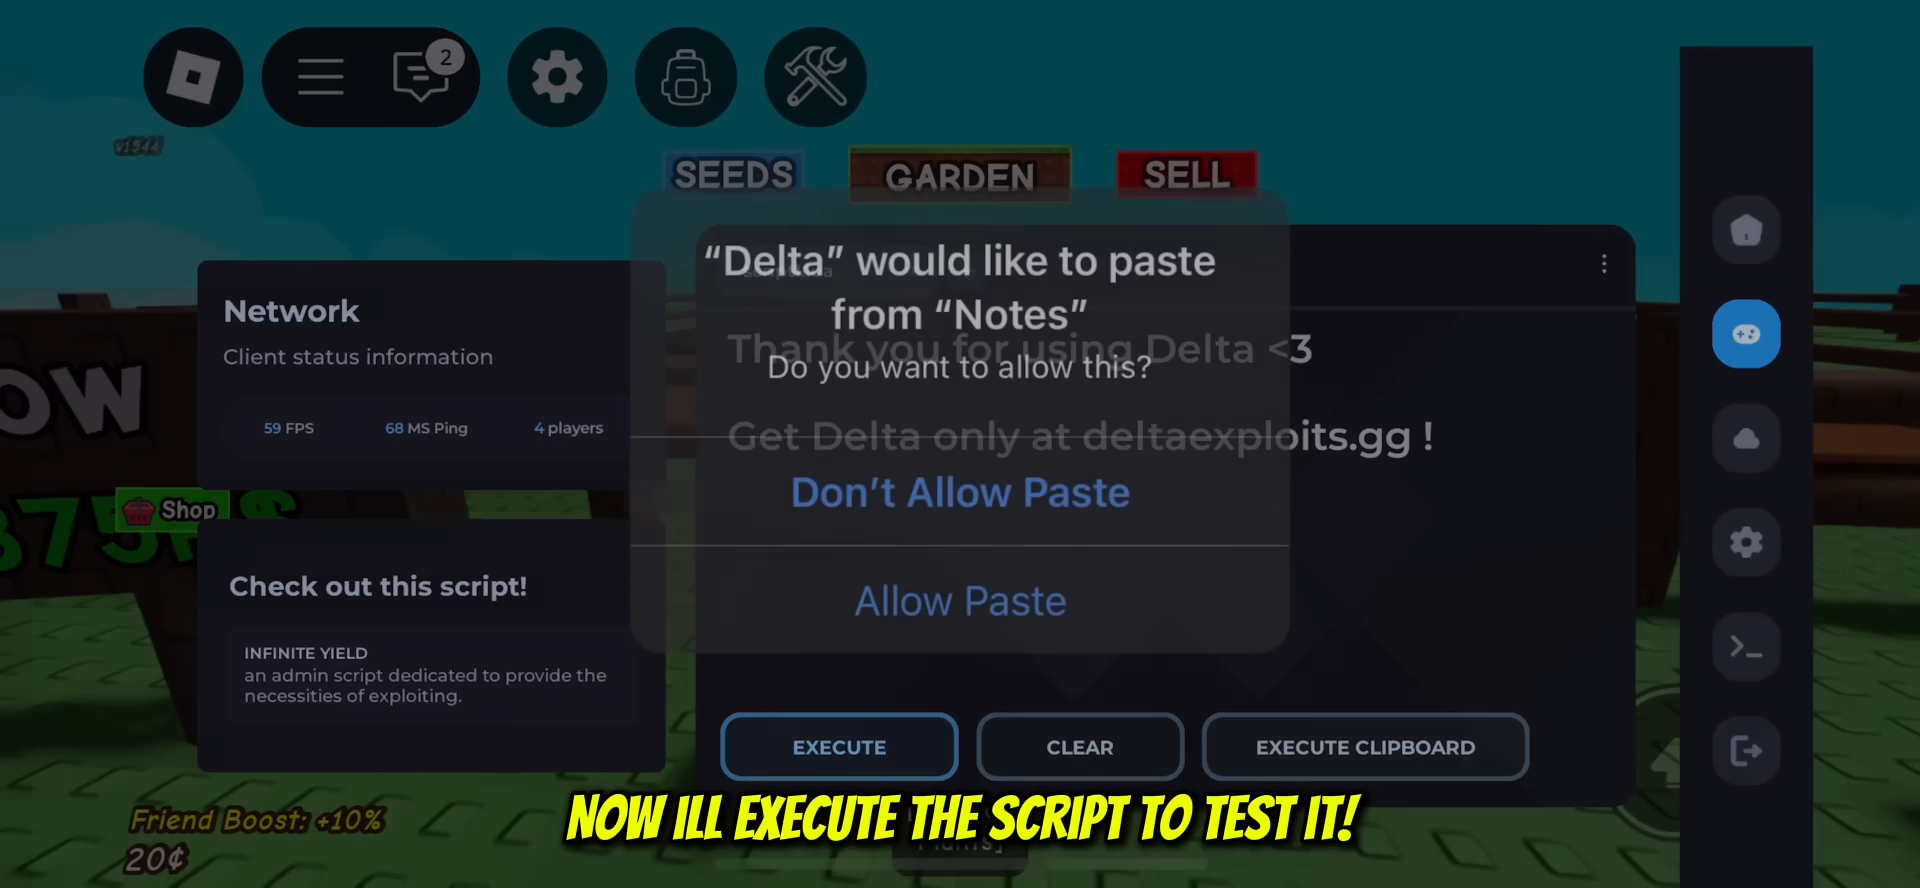 2
v1544
SEEDS
GARDEN
SELL
“Delta” would like to paste
from “Notes”
Do you want to allow this?
Don’t Allow Paste
Allow Paste
Network
Client status information
59 FPS
68 MS Ping
4 players
Thank you for using Delta <3
Get Delta only at deltaexploits.gg !
OW
Shop
Check out this script!
INFINITE YIELD
an admin script dedicated to provide the
necessities of exploiting.
EXECUTE
CLEAR
EXECUTE CLIPBOARD
NOW ILL EXECUTE THE SCRIPT TO TEST IT!
Friend Boost: +10%
20¢